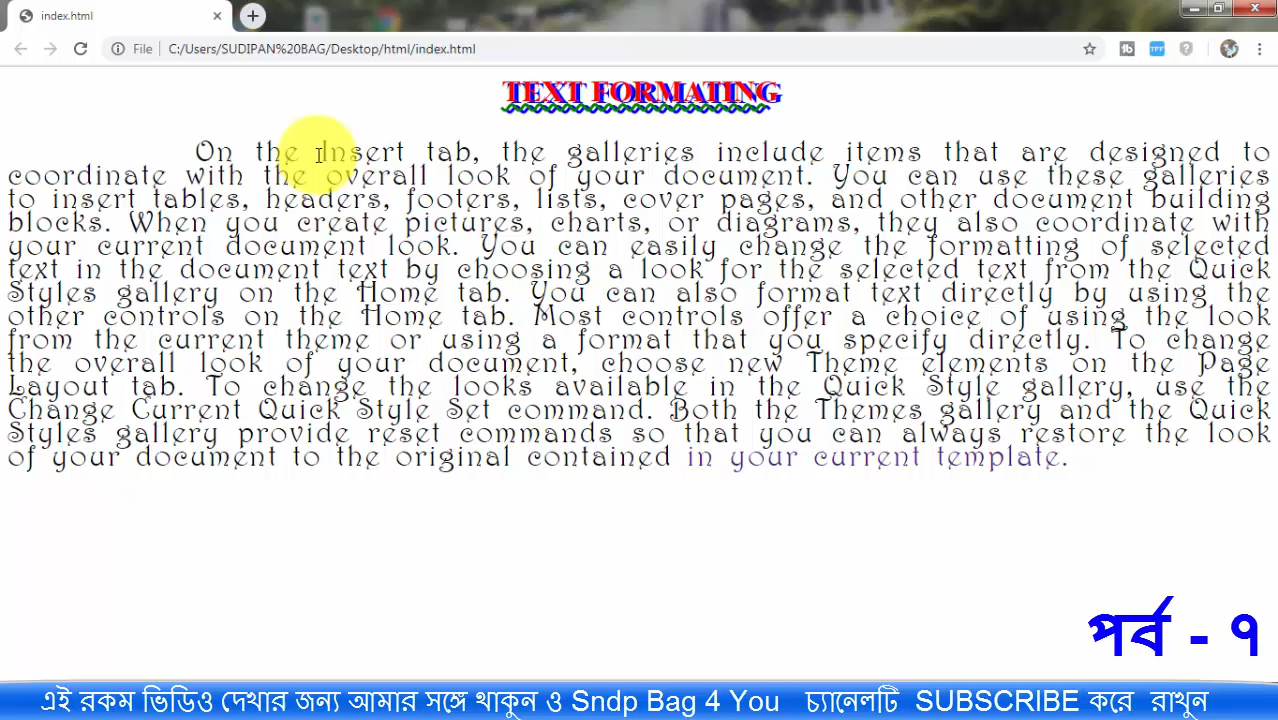 index.html
File C:/Users/SUDIPAN%20BAG/Desktop/html/index.html
TEXT FORMATING
On the Insert tab, the galleries include items that are designed to
coordinate with the overall look of your document. You can use these galleries
to insert tables, headers, footers, lists, cover pages, and other document building
blocks. When you create pictures, charts, or diagrams, they also coordinate with
your current document look. You can easily change the formatting of selected
text in the document text by choosing a look for the selected text from the Quick
Styles gallery on the Home tab. You can also format text directly by using the
other controls on the Home tab. Most controls offer a choice of using the look
from the current theme or using a format that you specify directly. To change
the overall look of your document, choose new Theme elements on the Page
Layout tab. To change the looks available in the Quick Style gallery, use the
Change Current Quick Style Set command. Both the Themes gallery and the Quick
Styles gallery provide reset commands so that you can always restore the look
of your document to the original contained in your current template.
পর্ব - ৭
এই রকম ভিডিও দেখার জন্য আমার সঙ্গে থাকুন ও Sndp Bag 4 You চ্যানেলটি SUBSCRIBE করে রাখুন